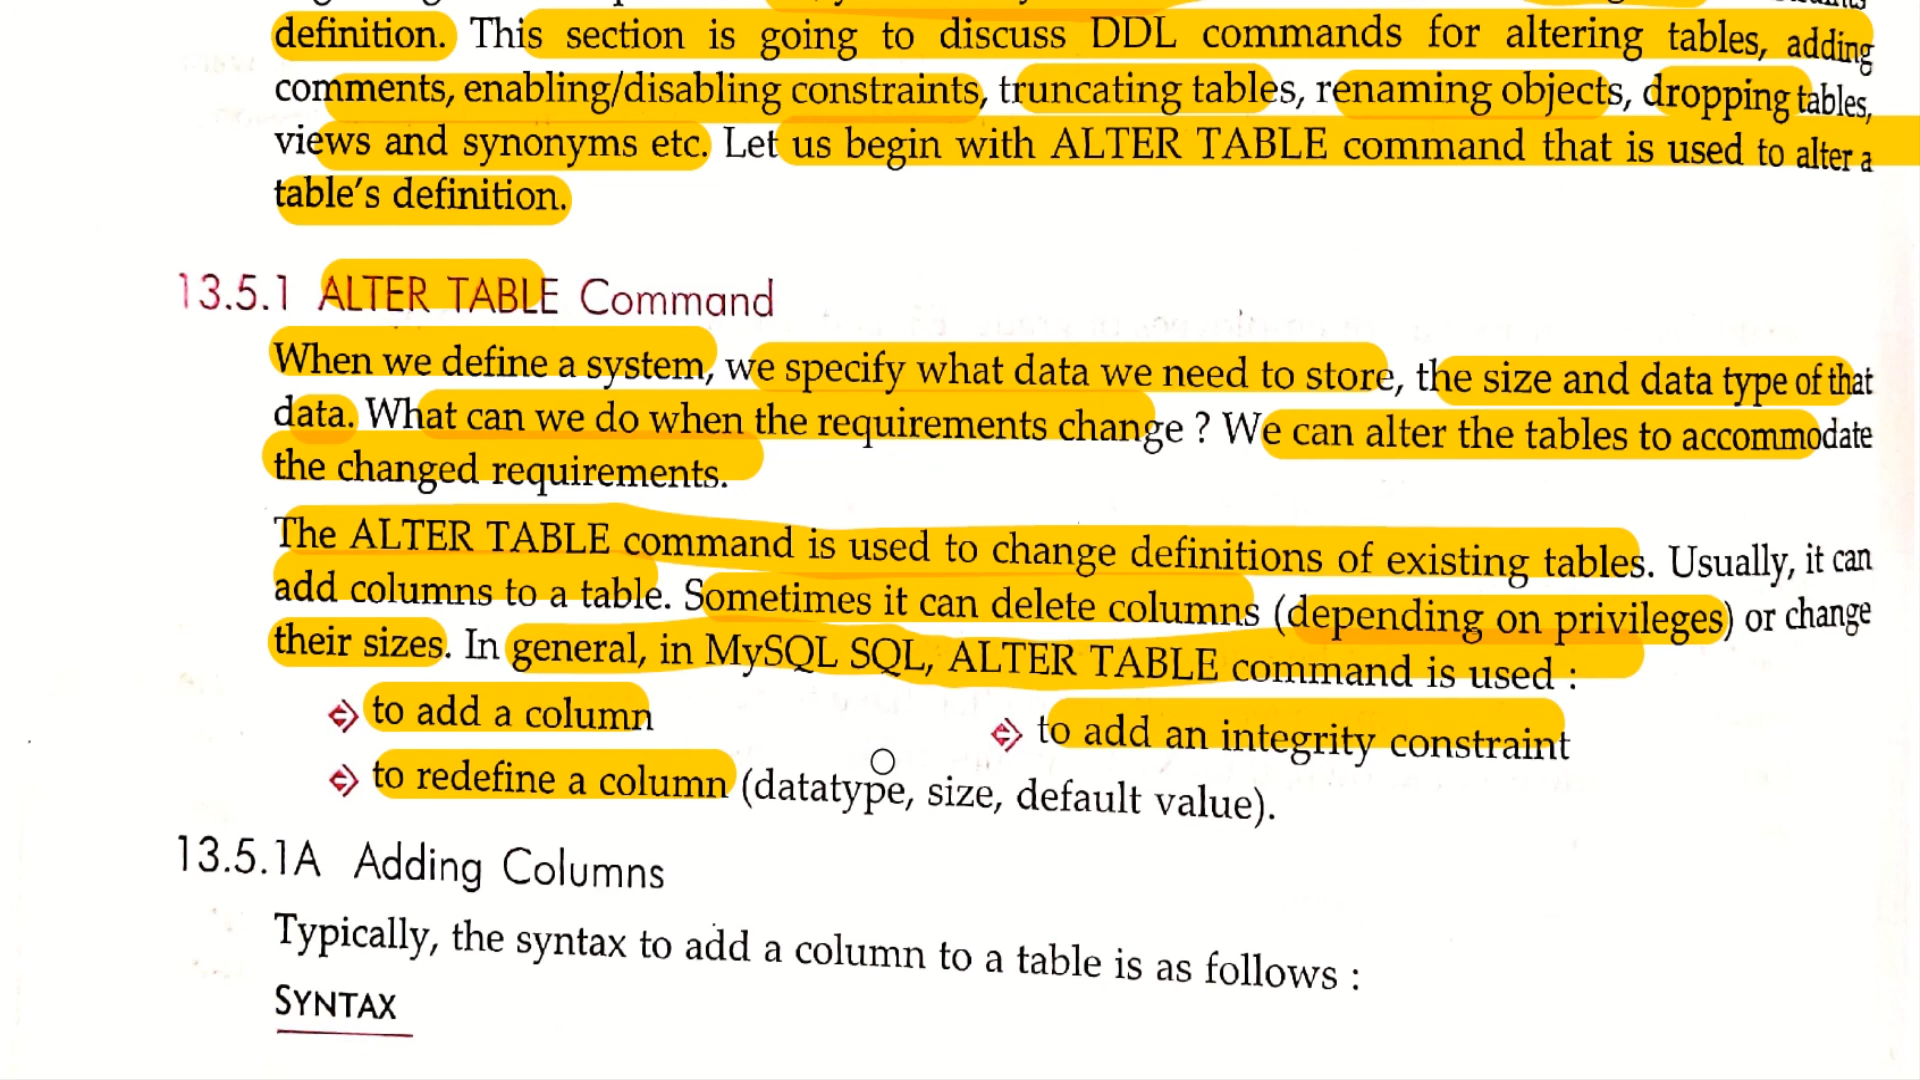 definition. This section is going to discuss DDL commands for altering tables, adding
comments, enabling/disabling constraints, truncating tables, renaming objects, dropping tables,
views and synonyms etc. Let us begin with ALTER TABLE command that is used to alter a
table's definition.
13.5.1 ALTER TABLE Command
When we define a system, we specify what data we need to store, the size and data type of that
data. What can we do when the requirements change ? We can alter the tables to accommodate
the changed requirements.
The ALTER TABLE command is used to change definitions of existing tables. Usually, it can
add columns to a table. Sometimes it can delete columns (depending on privileges) or change
their sizes. In general, in MySQL SQL, ALTER TABLE command is used :
to add a column
to add an integrity constraint
to redefine a column (datatype, size, default value).
13.5.1A Adding Columns
Typically, the syntax to add a column to a table is as follows :
SYNTAX